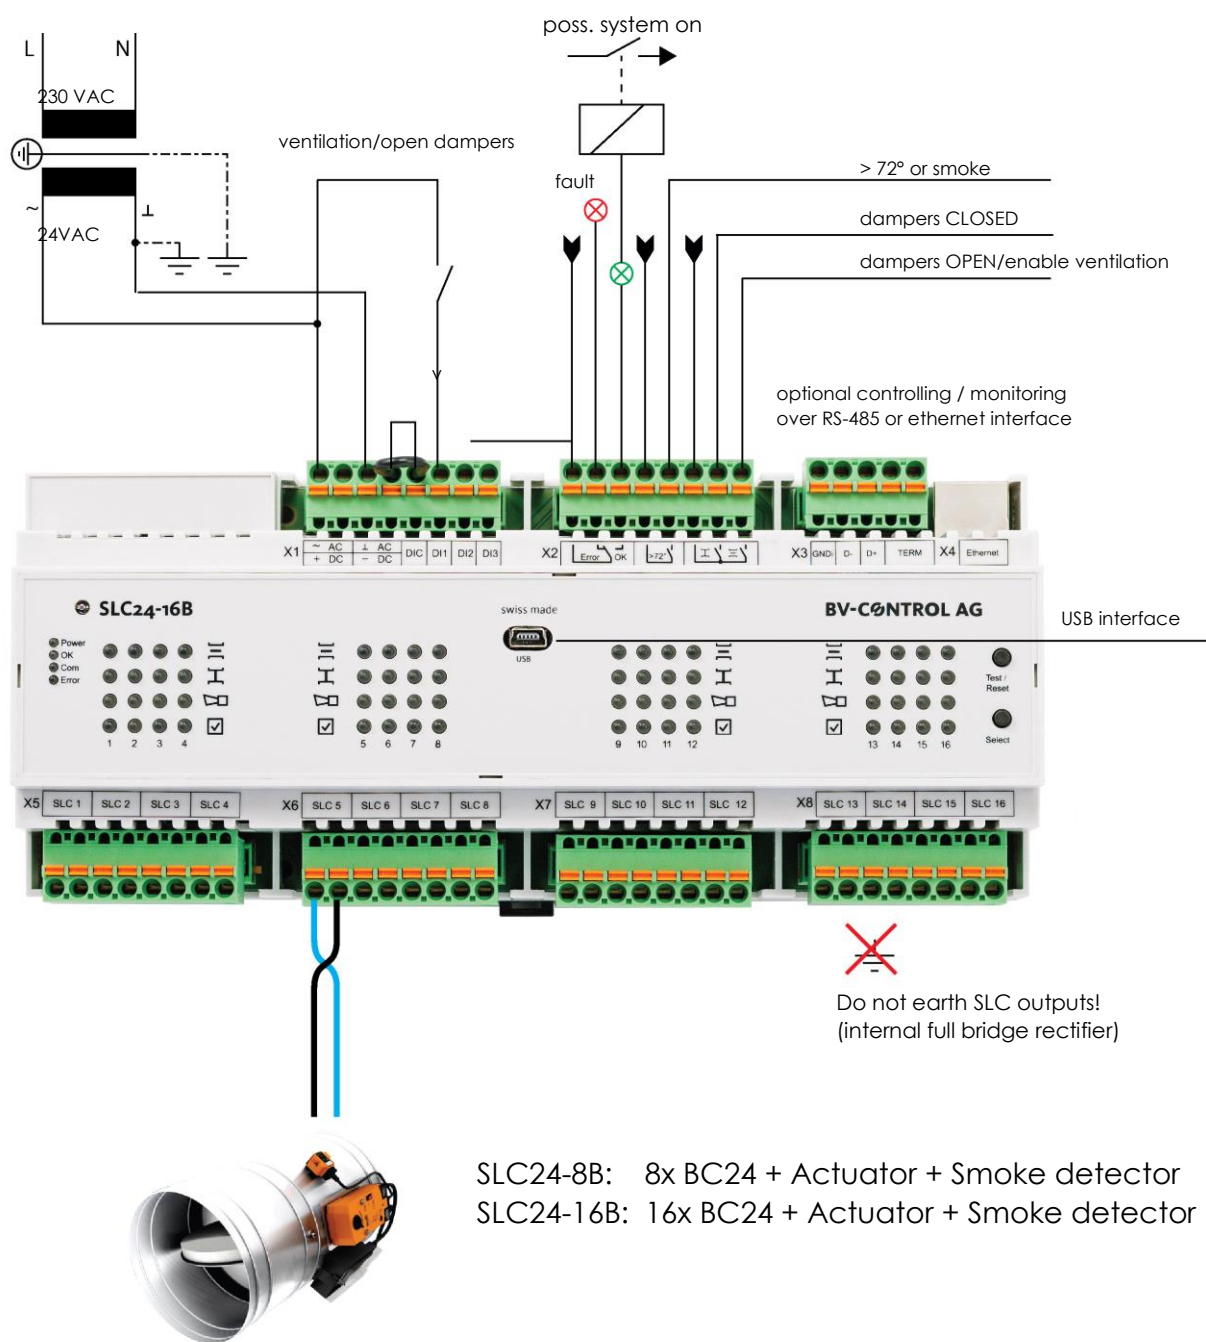 poss. system on
L N
230 VAC
ventilation/open dampers
fault
> 72° or smoke
~ ⊥
24VAC
dampers CLOSED
dampers OPEN/enable ventilation
optional controlling / monitoring
over RS-485 or ethernet interface
X1 ~ AC ⊥ AC DIC DI1 DI2 DI3
+ DC − DC
X2 Error OK >72°
X3 GND D- D+ TERM X4 Ethernet
SLC24-16B
swiss made
USB
BV-CONTROL AG
USB interface
Power
OK
Com
Error
Test /
Reset
Select
1 2 3 4 5 6 7 8 9 10 11 12 13 14 15 16
X5 SLC 1 SLC 2 SLC 3 SLC 4 X6 SLC 5 SLC 6 SLC 7 SLC 8 X7 SLC 9 SLC 10 SLC 11 SLC 12 X8 SLC 13 SLC 14 SLC 15 SLC 16
Do not earth SLC outputs!
(internal full bridge rectifier)
SLC24-8B: 8x BC24 + Actuator + Smoke detector
SLC24-16B: 16x BC24 + Actuator + Smoke detector